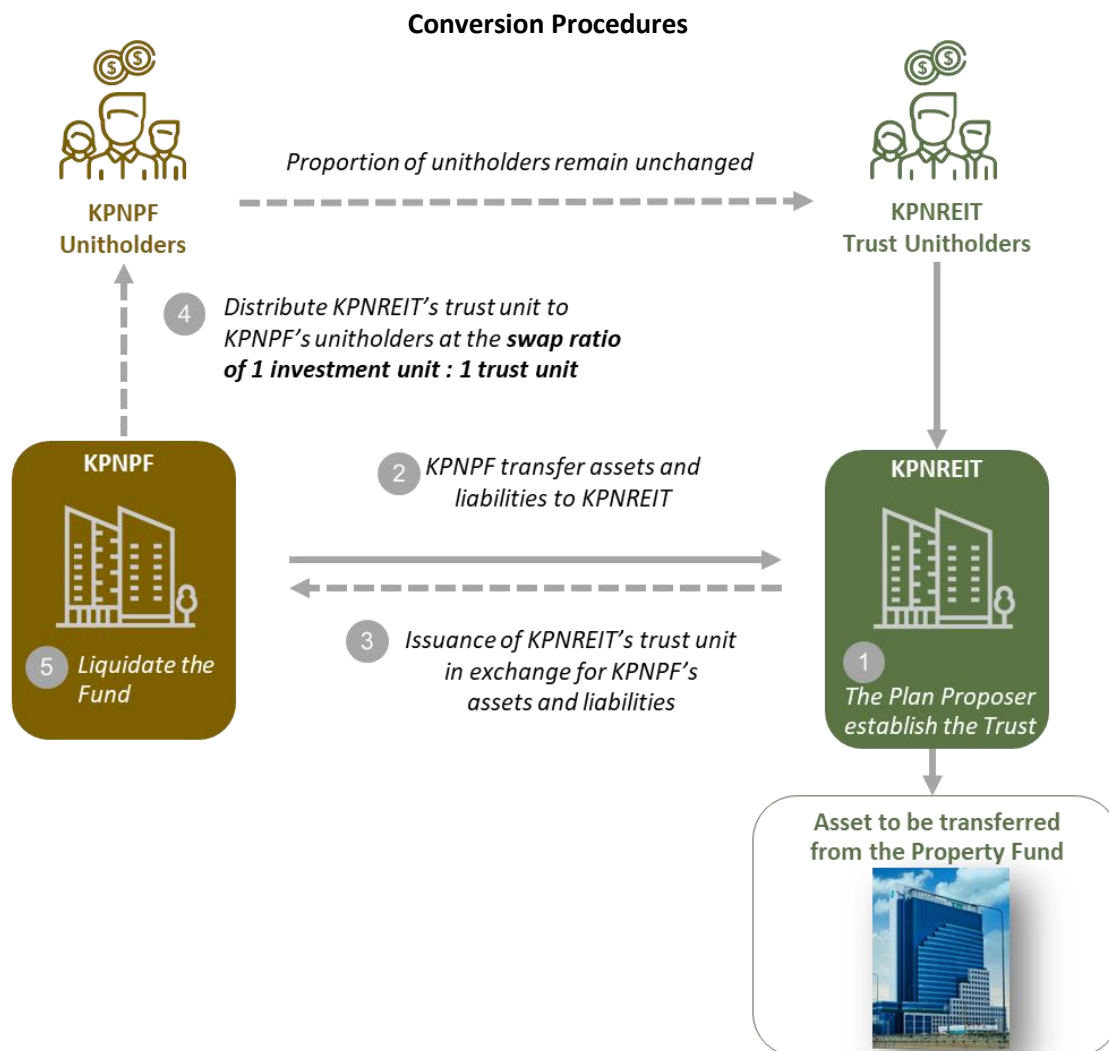 Conversion Procedures
$ $
$ $
KPNPF
Unitholders
Proportion of unitholders remain unchanged
KPNREIT
Trust Unitholders
4
Distribute KPNREIT’s trust unit to
KPNPF’s unitholders at the swap ratio
of 1 investment unit : 1 trust unit
KPNPF
5
Liquidate the
Fund
2
KPNPF transfer assets and
liabilities to KPNREIT
3
Issuance of KPNREIT’s trust unit
in exchange for KPNPF’s
assets and liabilities
KPNREIT
1
The Plan Proposer
establish the Trust
Asset to be transferred
from the Property Fund